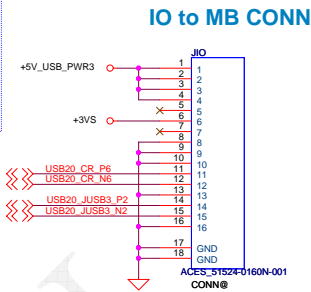 IO to MB CONN
JIO
+5V_USB_PWR3
1 1
2 2
3 3
4 4
5 5
+3VS
6 6
7 7
8 8
9 9
10 10
USB20_CR_P6 11 11
USB20_CR_N6 12 12
13 13
USB20_JUSB3_P2 14 14
USB20_JUSB3_N2 15 15
16 16
17 GND
18 GND
ACES_51524-0160N-001
CONN@